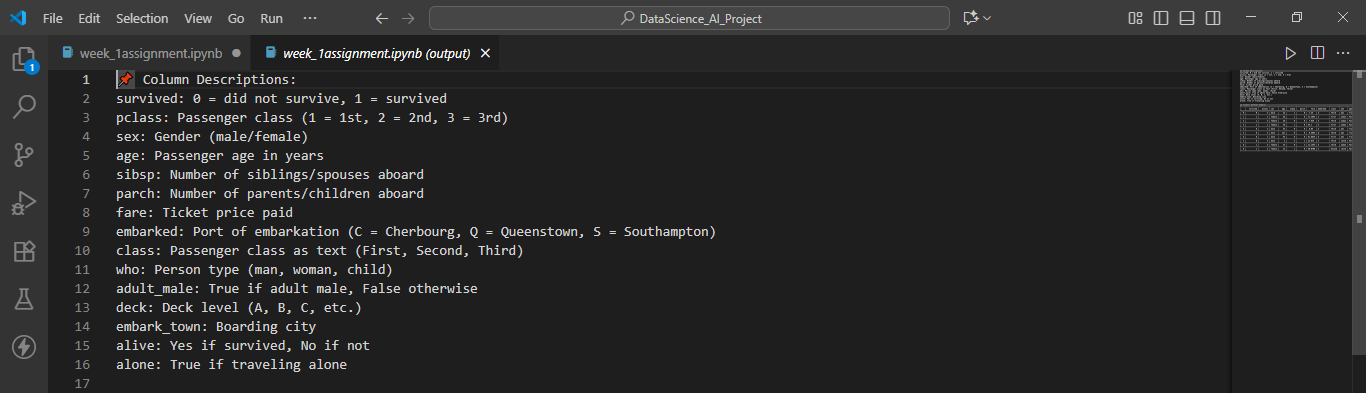 File Edit Selection View Go Run ··· DataScience_AI_Project
week_1assignment.ipynb week_1assignment.ipynb (output)
1 📌 Column Descriptions:
2 survived: 0 = did not survive, 1 = survived
3 pclass: Passenger class (1 = 1st, 2 = 2nd, 3 = 3rd)
4 sex: Gender (male/female)
5 age: Passenger age in years
6 sibsp: Number of siblings/spouses aboard
7 parch: Number of parents/children aboard
8 fare: Ticket price paid
9 embarked: Port of embarkation (C = Cherbourg, Q = Queenstown, S = Southampton)
10 class: Passenger class as text (First, Second, Third)
11 who: Person type (man, woman, child)
12 adult_male: True if adult male, False otherwise
13 deck: Deck level (A, B, C, etc.)
14 embark_town: Boarding city
15 alive: Yes if survived, No if not
16 alone: True if traveling alone
17
1